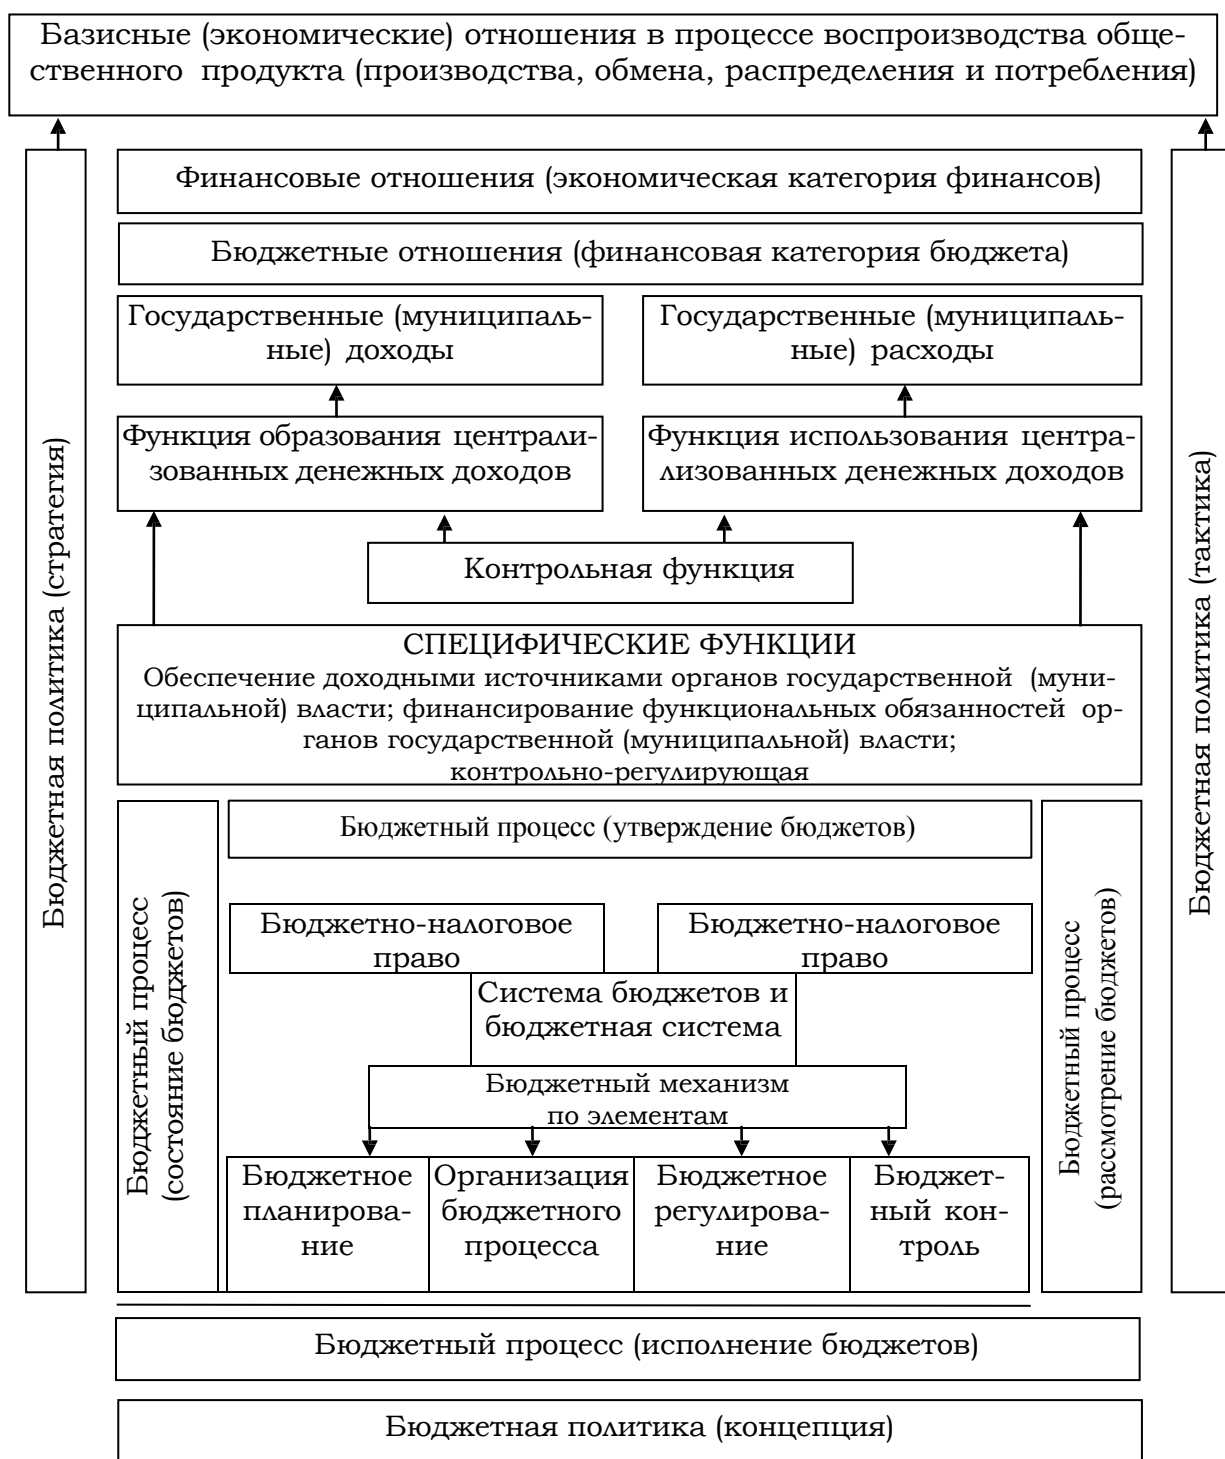 Базисные (экономические) отношения в процессе воспроизводства обще-
ственного продукта (производства, обмена, распределения и потребления)
Бюджетная политика (стратегия)
Финансовые отношения (экономическая категория финансов)
Бюджетные отношения (финансовая категория бюджета)
Государственные (муниципаль-
ные) доходы
Государственные (муниципаль-
ные) расходы
Функция образования централи-
зованных денежных доходов
Функция использования центра-
лизованных денежных доходов
Контрольная функция
СПЕЦИФИЧЕСКИЕ ФУНКЦИИ
Обеспечение доходными источниками органов государственной (муни-
ципальной) власти; финансирование функциональных обязанностей ор-
ганов государственной (муниципальной) власти;
контрольно-регулирующая
Бюджетная политика (тактика)
Бюджетный процесс
(состояние бюджетов)
Бюджетный процесс (утверждение бюджетов)
Бюджетно-налоговое
право
Бюджетно-налоговое
право
Система бюджетов и
бюджетная система
Бюджетный механизм
по элементам
Бюджетное
планирова-
ние
Организация
бюджетного
процесса
Бюджетное
регулирова-
ние
Бюджет-
ный кон-
троль
Бюджетный процесс
(рассмотрение бюджетов)
Бюджетный процесс (исполнение бюджетов)
Бюджетная политика (концепция)